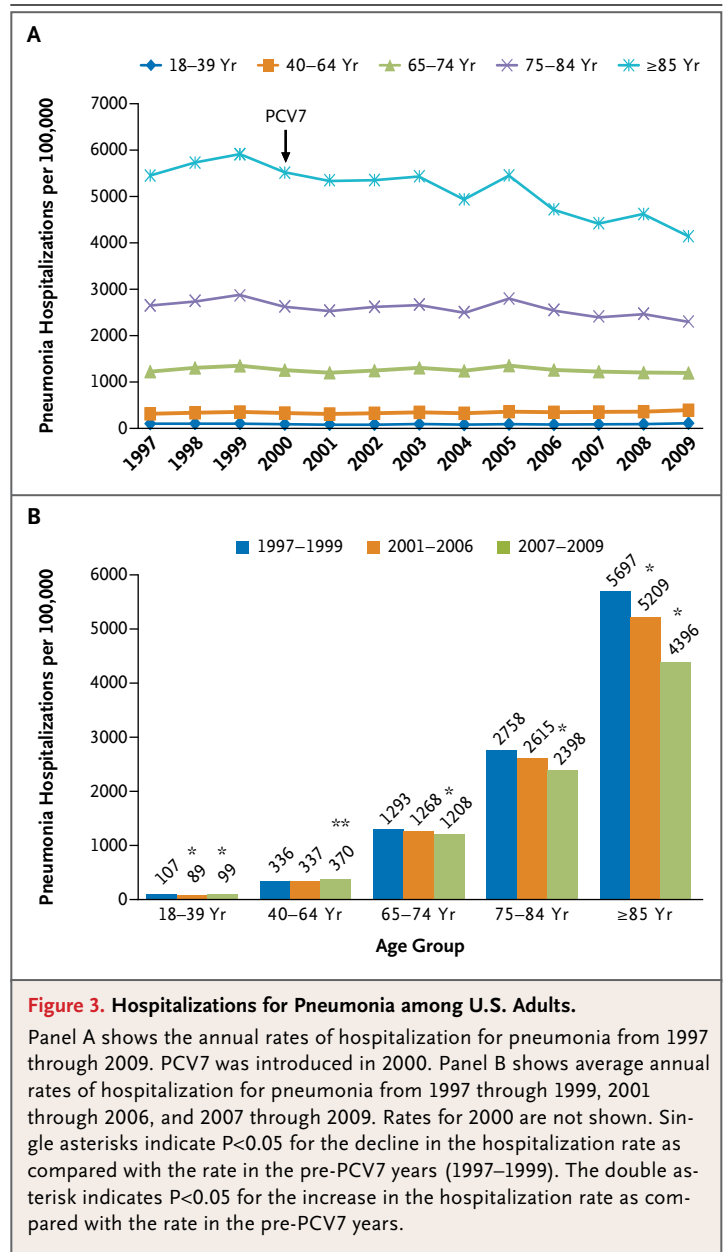 A
18–39 Yr 40–64 Yr 65–74 Yr 75–84 Yr ≥85 Yr
Pneumonia Hospitalizations per 100,000
7000
6000
5000
4000
3000
2000
1000
0
PCV7
1997 1998 1999 2000 2001 2002 2003 2004 2005 2006 2007 2008 2009
B
1997–1999 2001–2006 2007–2009
Pneumonia Hospitalizations per 100,000
6000
5000
4000
3000
2000
1000
0
107 * 89 * 99
336 337 ** 370
1293 1268 * 1208
2758 2615 * 2398
5697 * 5209 * 4396
18–39 Yr 40–64 Yr 65–74 Yr 75–84 Yr ≥85 Yr
Age Group
Figure 3. Hospitalizations for Pneumonia among U.S. Adults.
Panel A shows the annual rates of hospitalization for pneumonia from 1997
through 2009. PCV7 was introduced in 2000. Panel B shows average annual
rates of hospitalization for pneumonia from 1997 through 1999, 2001
through 2006, and 2007 through 2009. Rates for 2000 are not shown. Sin-
gle asterisks indicate P<0.05 for the decline in the hospitalization rate as
compared with the rate in the pre-PCV7 years (1997–1999). The double as-
terisk indicates P<0.05 for the increase in the hospitalization rate as com-
pared with the rate in the pre-PCV7 years.